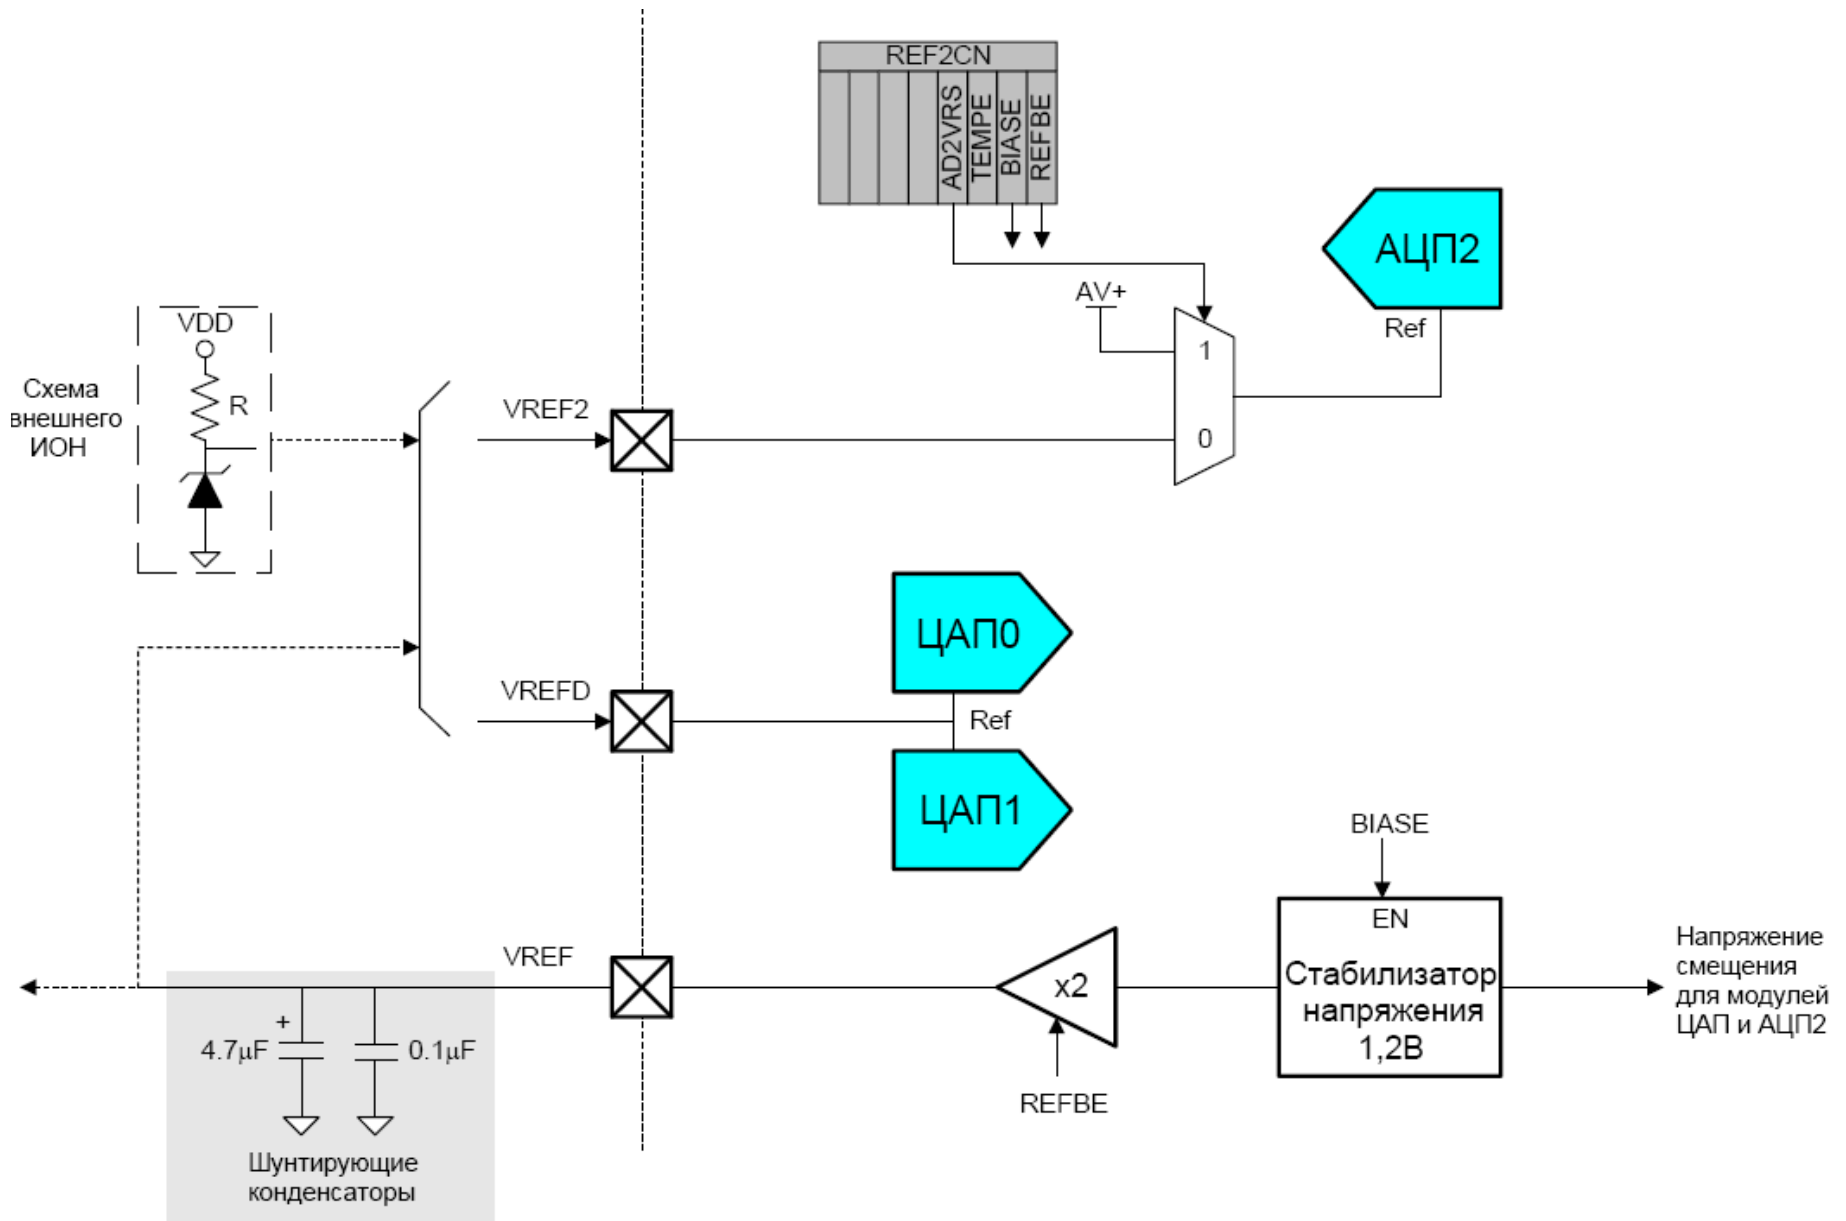 REF2CN
AD2VRS
TEMPE
BIASE
REFBE
АЦП2
Ref
AV+
1
0
VDD
R
Схема
внешнего
ИОН
VREF2
ЦАП0
VREFD
Ref
ЦАП1
BIASE
EN
Стабилизатор
напряжения
1,2В
Напряжение
смещения
для модулей
ЦАП и АЦП2
VREF
x2
REFBE
+
4.7μF
0.1μF
Шунтирующие
конденсаторы